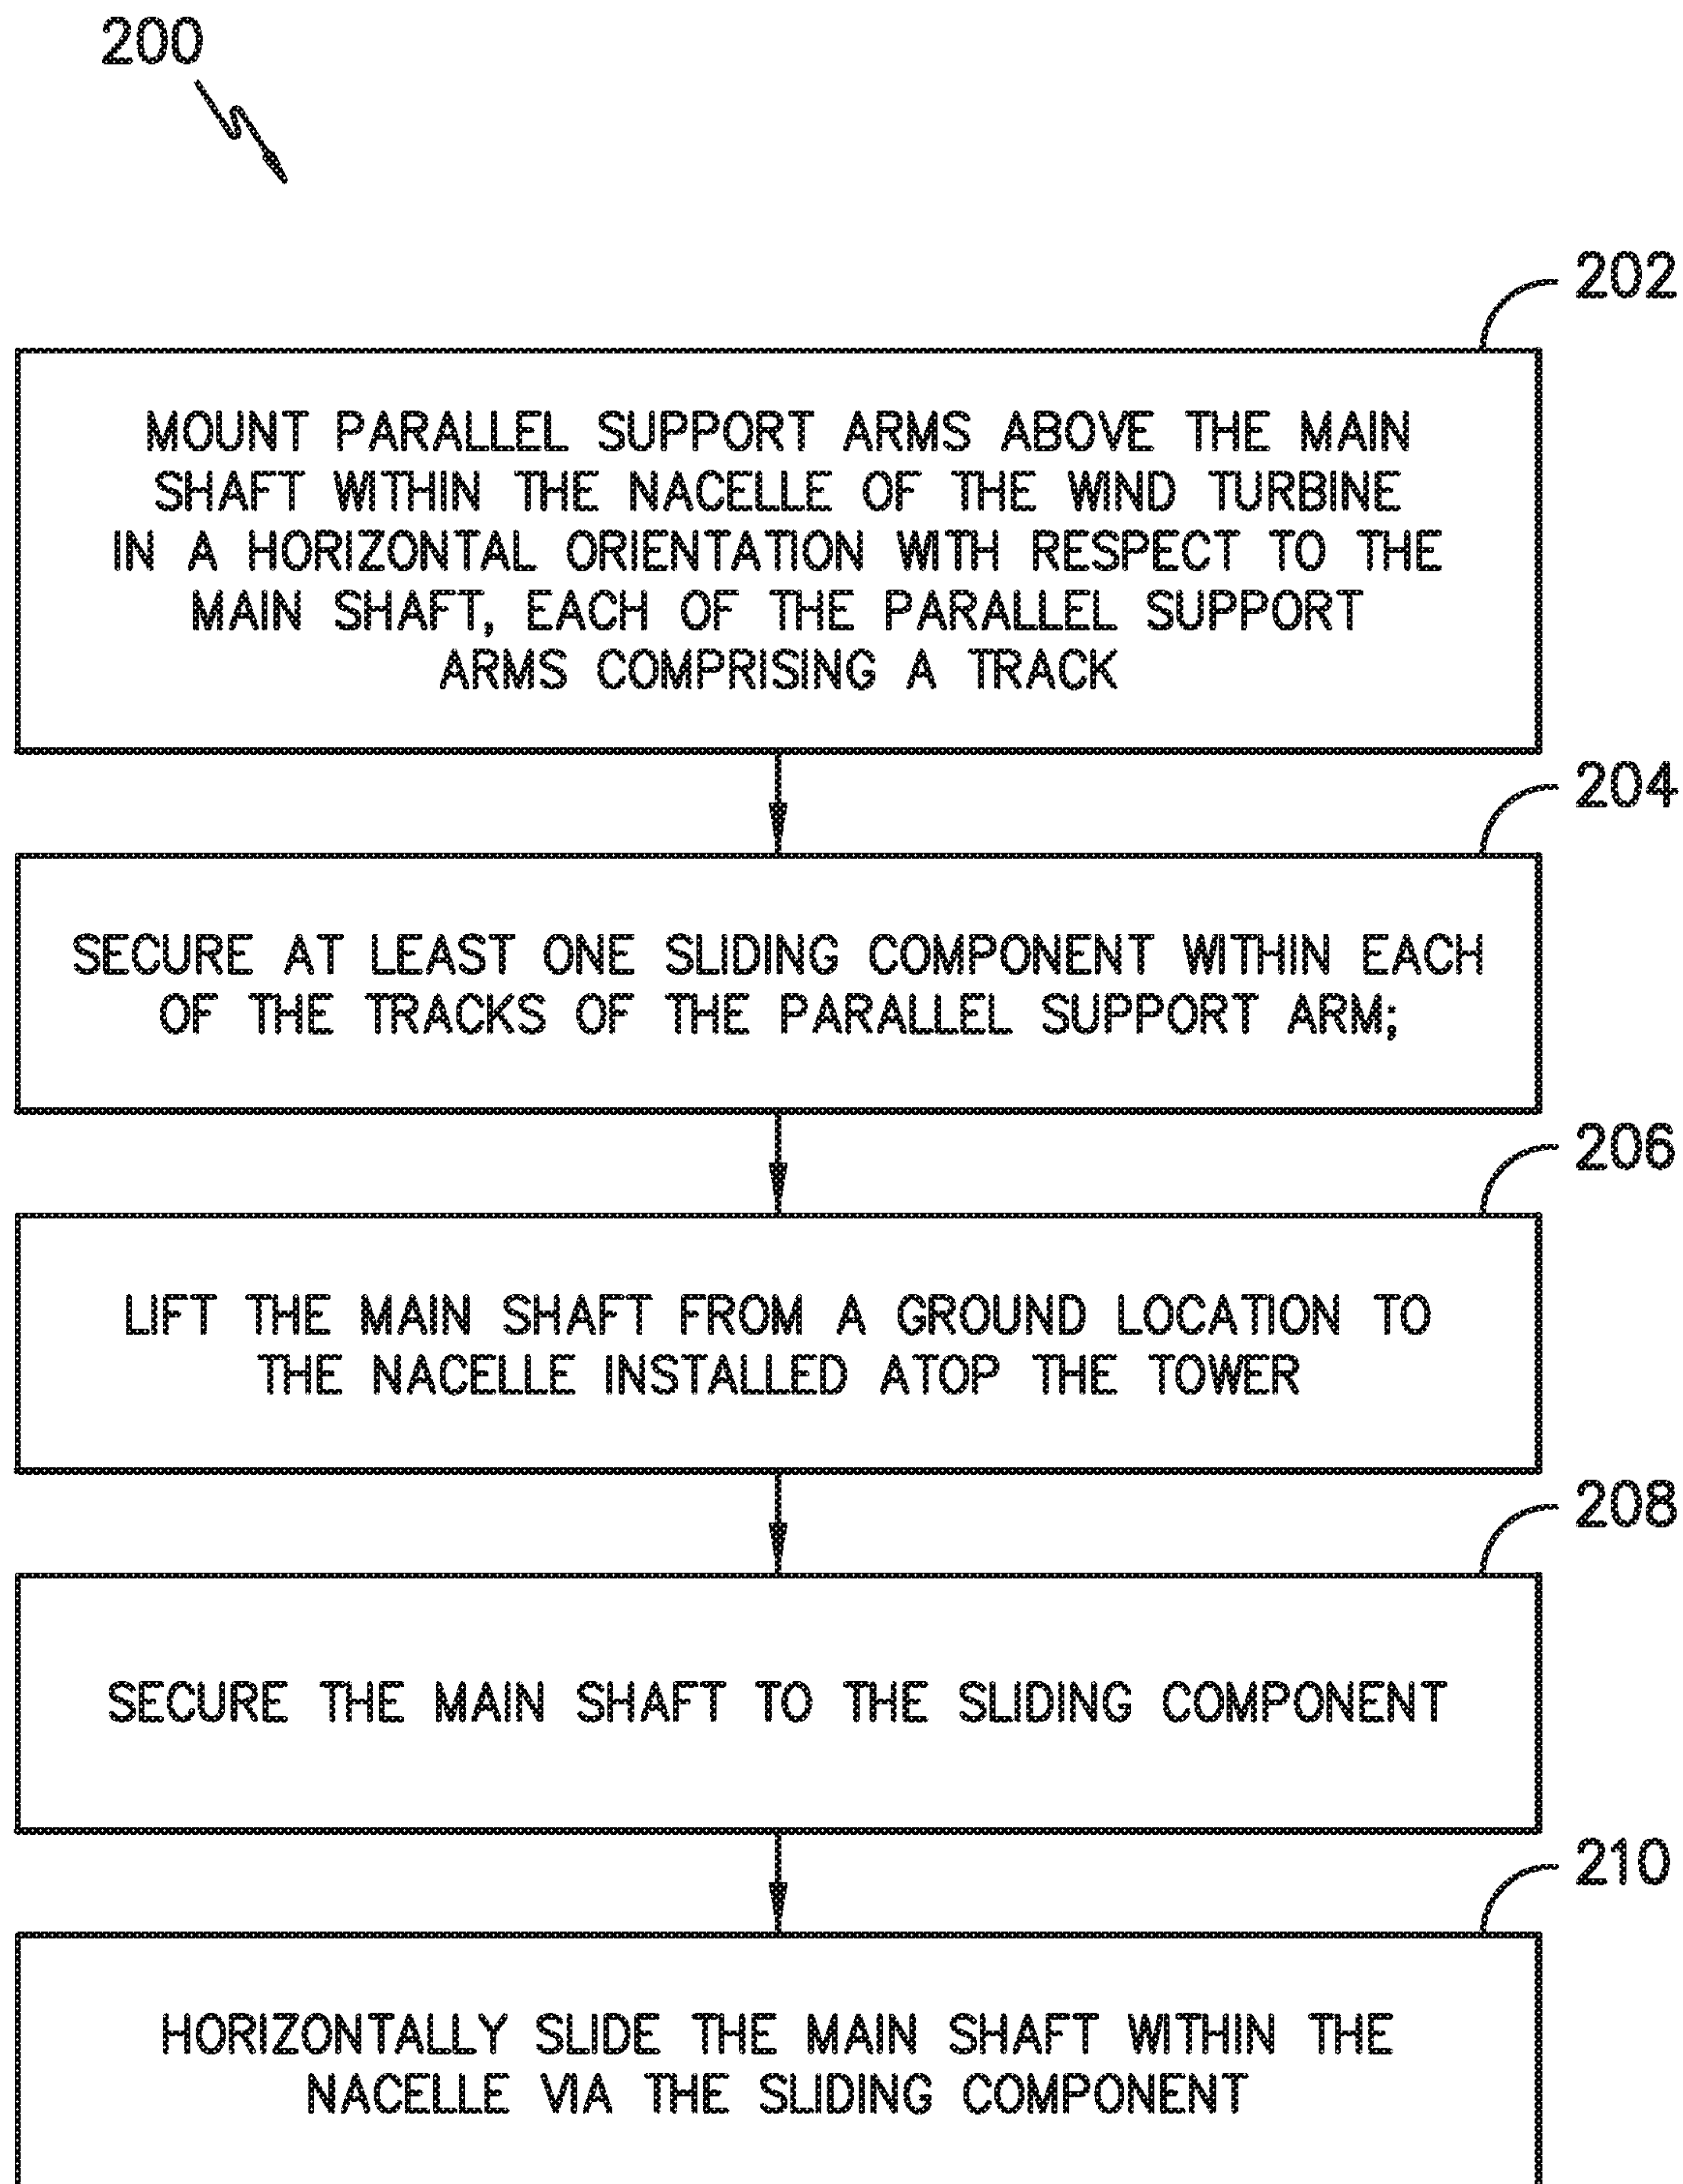 200
202
MOUNT PARALLEL SUPPORT ARMS ABOVE THE MAIN
SHAFT WITHIN THE NACELLE OF THE WIND TURBINE
IN A HORIZONTAL ORIENTATION WITH RESPECT TO THE
MAIN SHAFT, EACH OF THE PARALLEL SUPPORT
ARMS COMPRISING A TRACK
204
SECURE AT LEAST ONE SLIDING COMPONENT WITHIN EACH
OF THE TRACKS OF THE PARALLEL SUPPORT ARM;
206
LIFT THE MAIN SHAFT FROM A GROUND LOCATION TO
THE NACELLE INSTALLED ATOP THE TOWER
208
SECURE THE MAIN SHAFT TO THE SLIDING COMPONENT
210
HORIZONTALLY SLIDE THE MAIN SHAFT WITHIN THE
NACELLE VIA THE SLIDING COMPONENT